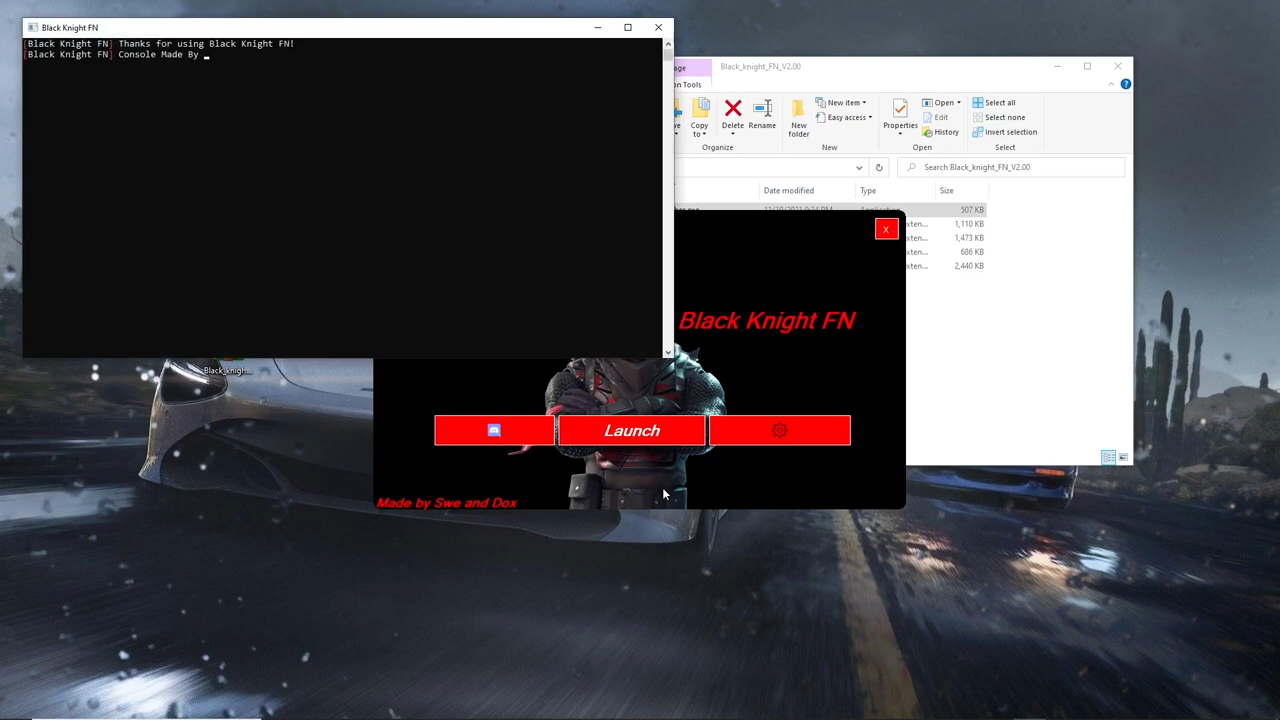 Black Knight FN
[Black Knight FN] Thanks for using Black Knight FN!
[Black Knight FN] Console Made By
Black_knight_FN_V2.00
Copy to
Delete
Rename
New folder
New item
Easy access
Properties
Open
Edit
History
Select all
Select none
Invert selection
Organize
New
Open
Select
Search Black_knight_FN_V2.00
Date modified
Type
Size
507 KB
1,110 KB
1,473 KB
686 KB
2,440 KB
x
Black Knight FN
Black_knigh...
Launch
Made by Swe and Dox